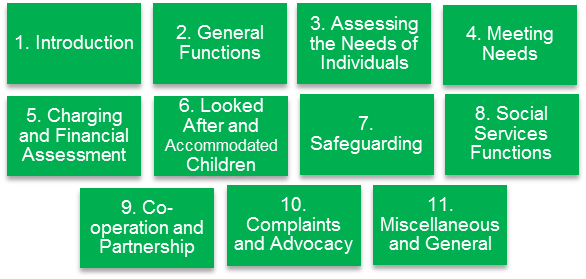 1. Introduction
2. General
Functions
3. Assessing
the Needs of
Individuals
4. Meeting
Needs
5. Charging
and Financial
Assessment
6. Looked
After and
Accommodated
Children
7.
Safeguarding
8. Social
Services
Functions
9. Co-
operation and
Partnership
10.
Complaints
and Advocacy
11.
Miscellaneous
and General